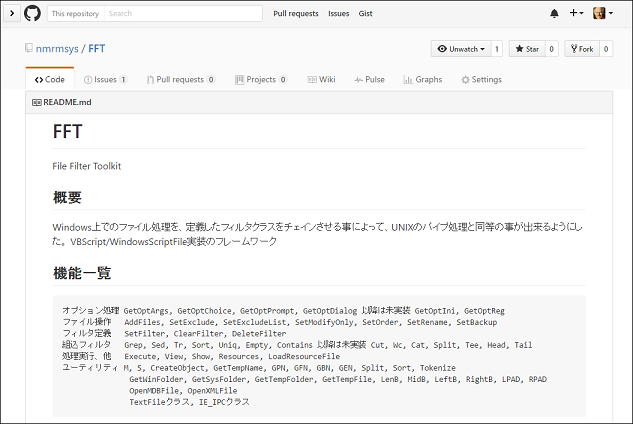 This repository Search Pull requests Issues Gist
nmrmsys / FFT Unwatch 1 Star 0 Fork 0
Code Issues 1 Pull requests 0 Projects 0 Wiki Pulse Graphs Settings
README.md
FFT
File Filter Toolkit
概要
Windows上でのファイル処理を、定義したフィルタクラスをチェインさせる事によって、UNIXのパイプ処理と同等の事が出来るようにし
た。VBScript/WindowsScriptFile実装のフレームワーク
機能一覧
オプション処理 GetOptArgs, GetOptChoice, GetOptPrompt, GetOptDialog 以降は未実装 GetOptIni, GetOptReg
ファイル操作 AddFiles, SetExclude, SetExcludeList, SetModifyOnly, SetOrder, SetRename, SetBackup
フィルタ定義 SetFilter, ClearFilter, DeleteFilter
組込フィルタ Grep, Sed, Tr, Sort, Uniq, Empty, Contains 以降は未実装 Cut, Wc, Cat, Split, Tee, Head, Tail
処理実行、他 Execute, View, Show, Resources, LoadResourceFile
ユーティリティ M, S, CreateObject, GetTempName, GPN, GFN, GBN, GEN, Split, Sort, Tokenize
GetWinFolder, GetSysFolder, GetTempFolder, GetTempFile, LenB, MidB, LeftB, RightB, LPAD, RPAD
OpenMDBFile, OpenXMLFile
TextFileクラス, IE_IPCクラス